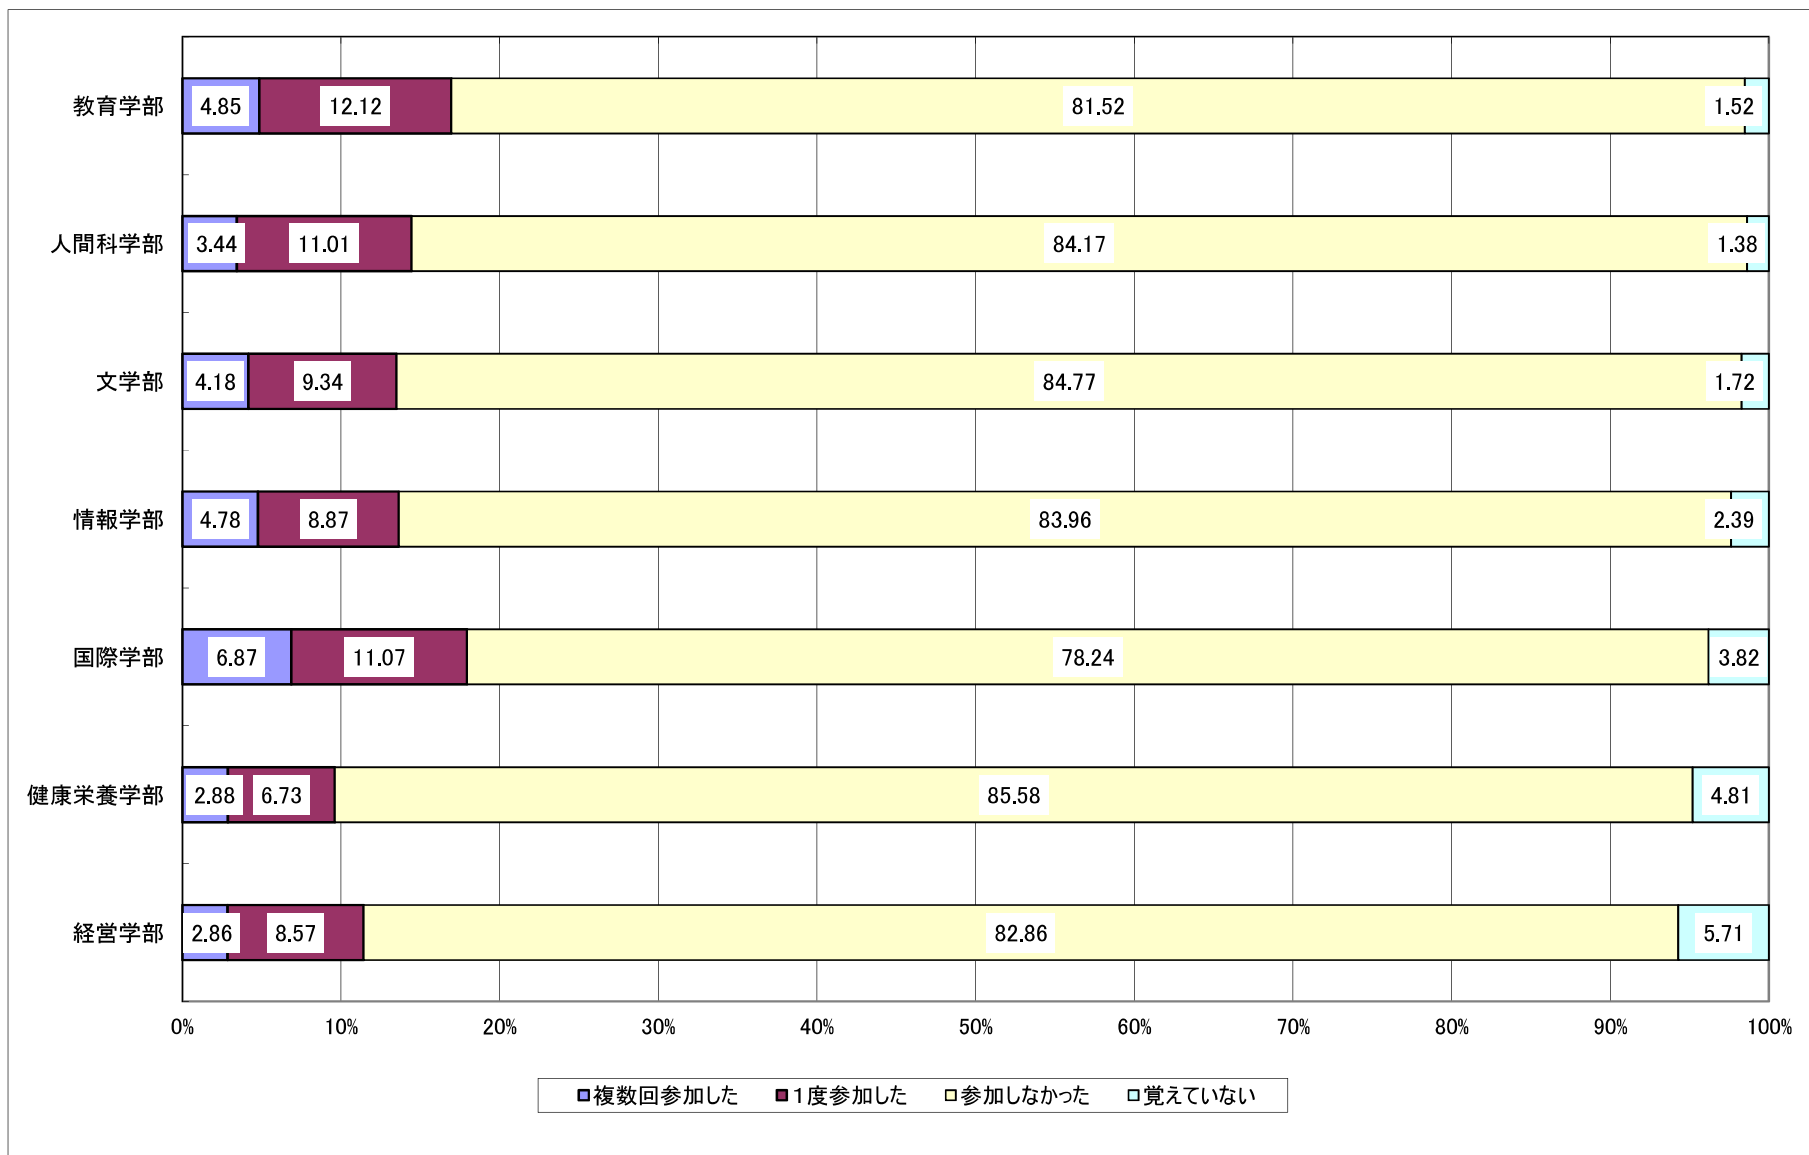 教育学部 4.85 12.12 81.52 1.52
人間科学部 3.44 11.01 84.17 1.38
文学部 4.18 9.34 84.77 1.72
情報学部 4.78 8.87 83.96 2.39
国際学部 6.87 11.07 78.24 3.82
健康栄養学部 2.88 6.73 85.58 4.81
経営学部 2.86 8.57 82.86 5.71
0% 10% 20% 30% 40% 50% 60% 70% 80% 90% 100%
複数回参加した 1度参加した 参加しなかった 覚えていない